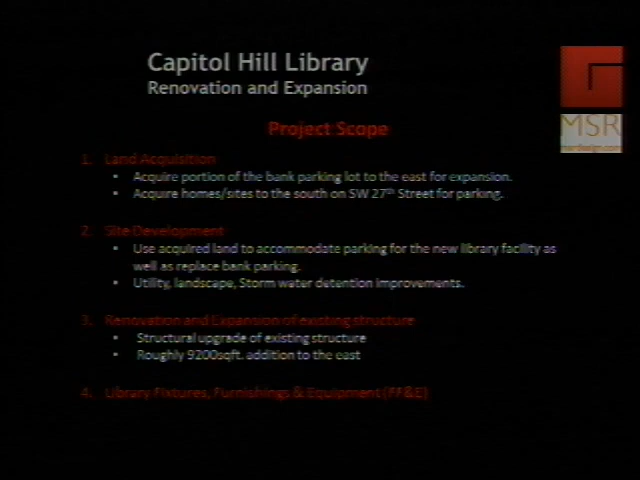 Capitol Hill Library
Renovation and Expansion
MSR
Project Scope
1. Land Acquisition
• Acquire portion of the bank parking lot to the east for expansion.
• Acquire homes/sites to the south on SW 27th Street for parking.
2. Site Development
• Use acquired land to accommodate parking for the new library facility as
well as replace bank parking.
• Utility, landscape, Storm water detention improvements.
3. Renovation and Expansion of existing structure
• Structural upgrade of existing structure
• Roughly 9200sqft. addition to the east
4. Library Fixtures, Furnishings & Equipment (FF&E)